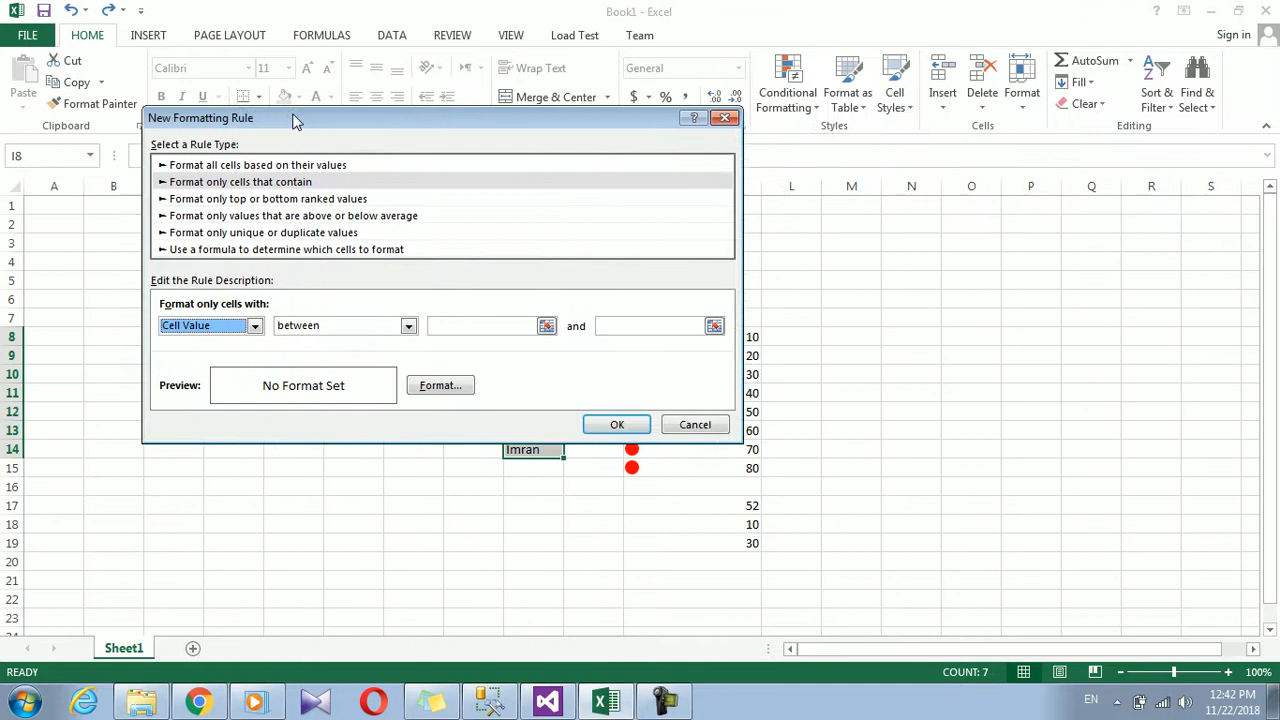 Book1 - Excel
FILE HOME INSERT PAGE LAYOUT FORMULAS DATA REVIEW VIEW Load Test Team Sign in
Paste Cut Copy Format Painter
Calibri 11 Wrap Text General
B I U A Merge & Center $ % ,
Conditional Formatting Format as Table Cell Styles Insert Delete Format
AutoSum Fill Clear Sort & Filter Find & Select
Clipboard Styles Cells Editing
I8
New Formatting Rule
Select a Rule Type:
► Format all cells based on their values
► Format only cells that contain
► Format only top or bottom ranked values
► Format only values that are above or below average
► Format only unique or duplicate values
► Use a formula to determine which cells to format
Edit the Rule Description:
Format only cells with:
Cell Value between and
Preview: No Format Set Format...
OK Cancel
A B L M N O P Q R S
1
2
3
4
5
6
7
8 10
9 20
10 30
11 40
12 50
13 60
14 Imran 70
15 80
16
17 52
18 10
19 30
20
21
22
23
24
Sheet1
READY COUNT: 7 100%
EN 12:42 PM
11/22/2018